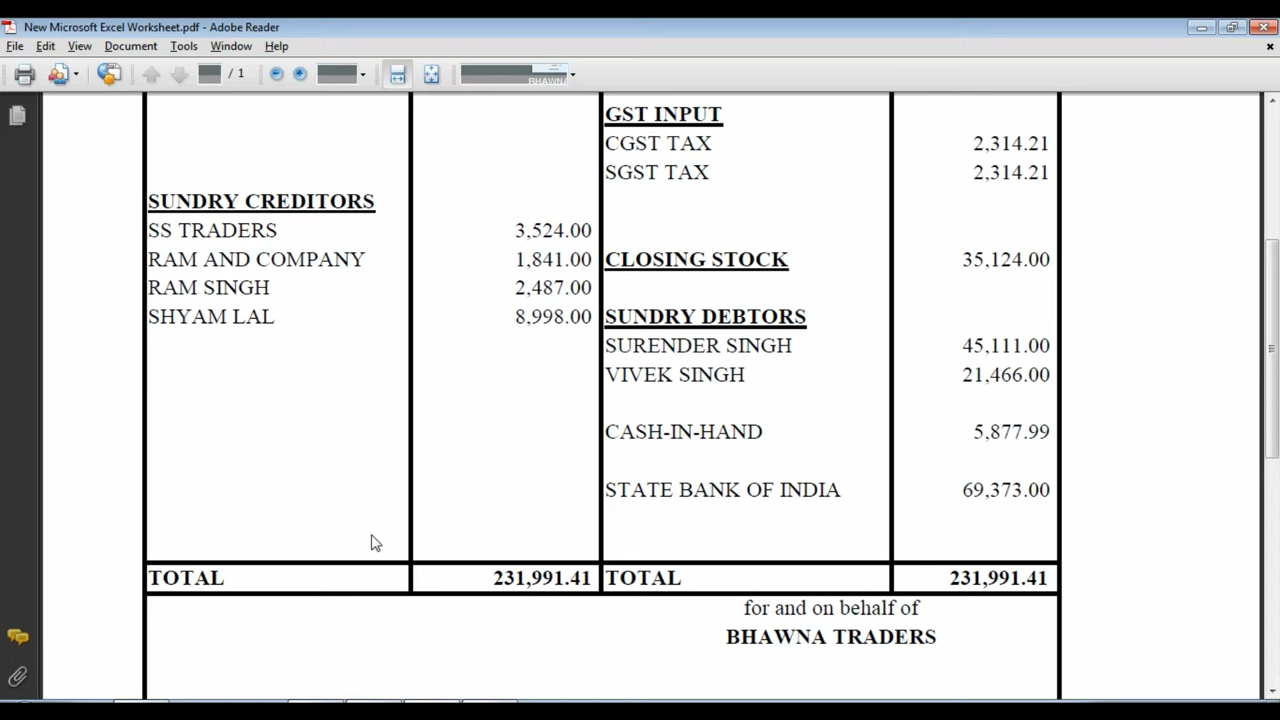 New Microsoft Excel Worksheet.pdf - Adobe Reader
File Edit View Document Tools Window Help
/ 1
BHAWNA
GST INPUT
CGST TAX 2,314.21
SGST TAX 2,314.21
SUNDRY CREDITORS
SS TRADERS 3,524.00
RAM AND COMPANY 1,841.00 CLOSING STOCK 35,124.00
RAM SINGH 2,487.00
SHYAM LAL 8,998.00 SUNDRY DEBTORS
SURENDER SINGH 45,111.00
VIVEK SINGH 21,466.00
CASH-IN-HAND 5,877.99
STATE BANK OF INDIA 69,373.00
TOTAL 231,991.41 TOTAL 231,991.41
for and on behalf of
BHAWNA TRADERS